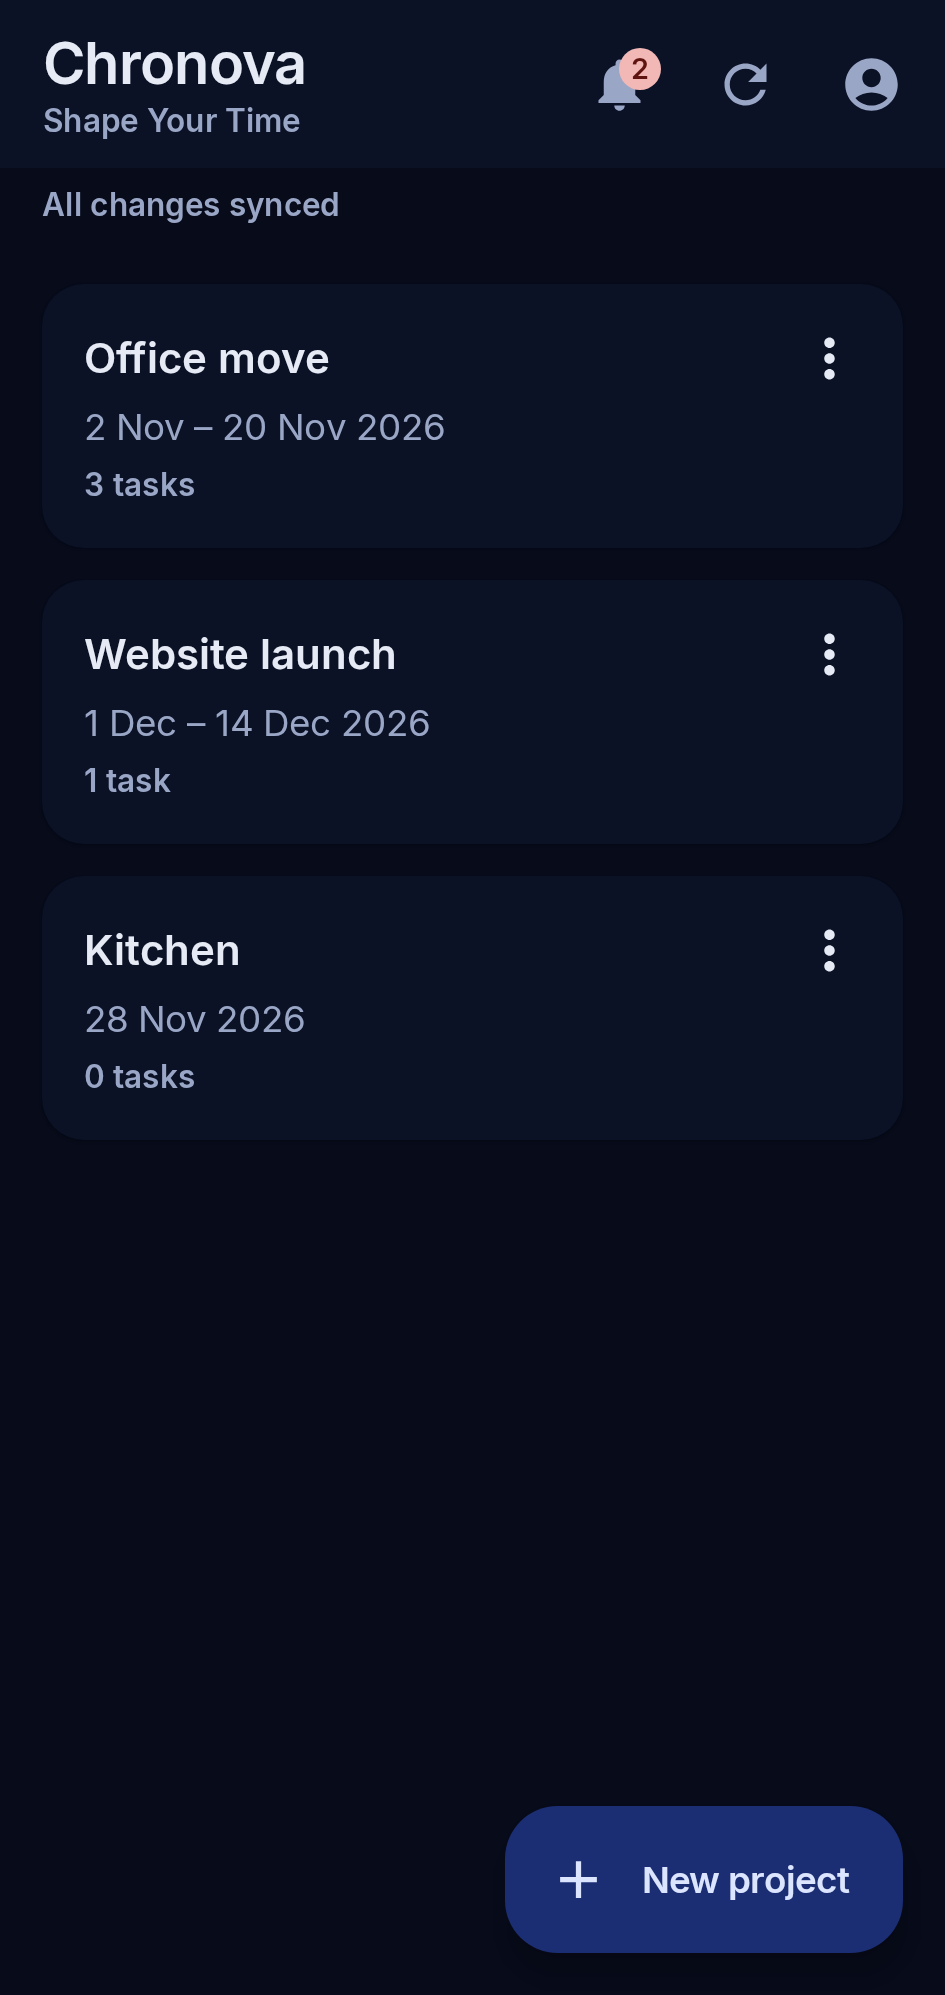 Chronova
2
Shape Your Time
All changes synced
Office move
2 Nov – 20 Nov 2026
3 tasks
Website launch
1 Dec – 14 Dec 2026
1 task
Kitchen
28 Nov 2026
0 tasks
New project